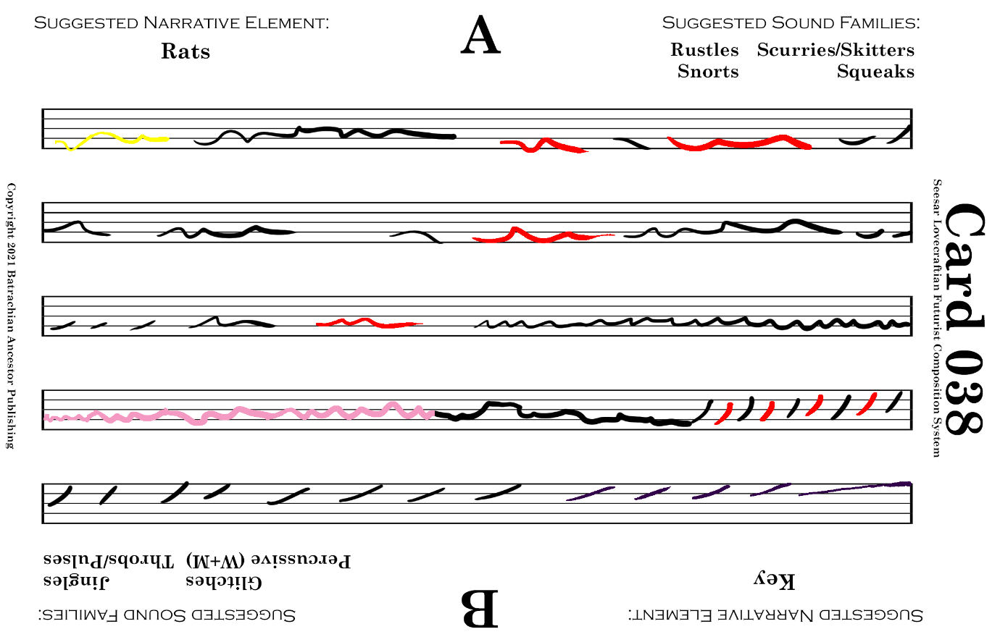 SUGGESTED NARRATIVE ELEMENT:
Rats
A
SUGGESTED SOUND FAMILIES:
Rustles Scurries/Skitters
Snorts Squeaks
Copyright 2021 Batrachian Ancestor Publishing
Card 038
Seesar Lovecraftian Futurist Composition System
SUGGESTED NARRATIVE ELEMENT:
Key
B
SUGGESTED SOUND FAMILIES:
Glitches Jingles
Percussive (W+M) Throbs/Pulses